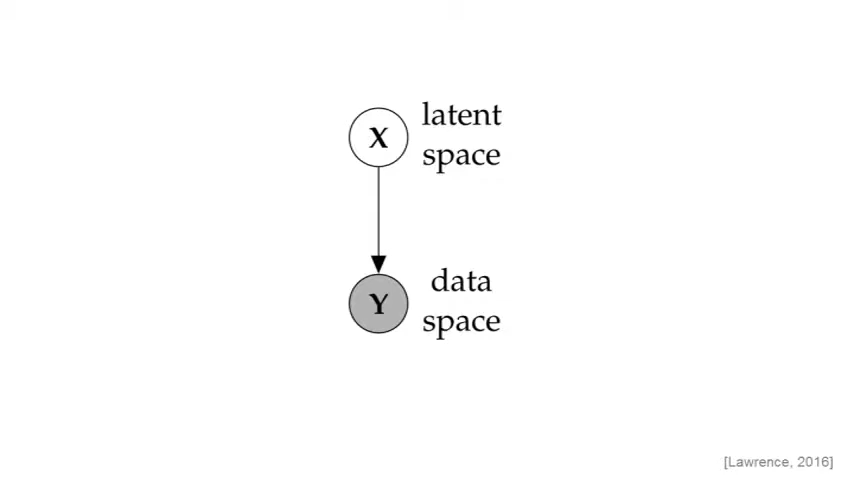 X
latent
space
Y
data
space
[Lawrence, 2016]